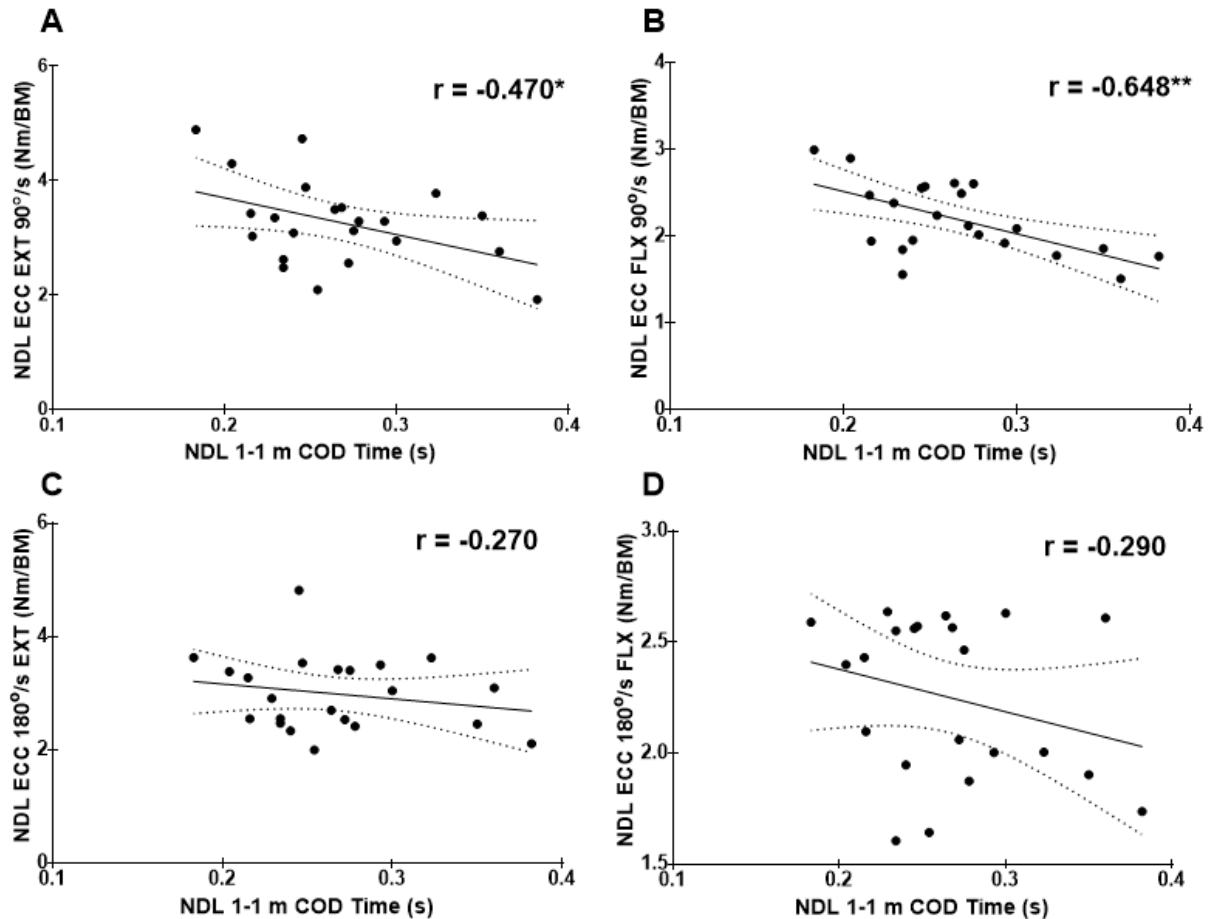 A
NDL ECC EXT 90°/s (Nm/BM)
r = -0.470*
6
4
2
0
0.1
0.2
0.3
0.4
NDL 1-1 m COD Time (s)
B
NDL ECC FLX 90°/s (Nm/BM)
r = -0.648**
4
3
2
1
0
0.1
0.2
0.3
0.4
NDL 1-1 m COD Time (s)
C
NDL ECC 180°/s EXT (Nm/BM)
r = -0.270
6
4
2
0
0.1
0.2
0.3
0.4
NDL 1-1 m COD Time (s)
D
NDL ECC 180°/s FLX (Nm/BM)
r = -0.290
3.0
2.5
2.0
1.5
0.1
0.2
0.3
0.4
NDL 1-1 m COD Time (s)